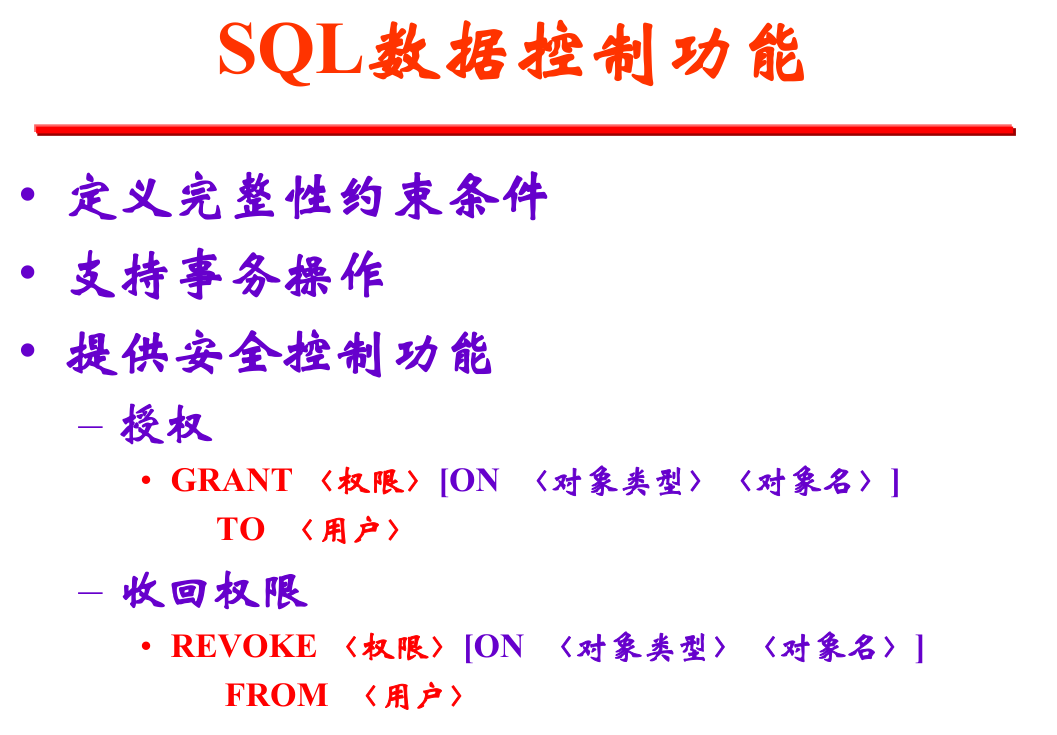 SQL数据控制功能
• 定义完整性约束条件
• 支持事务操作
• 提供安全控制功能
– 授权
• GRANT 〈权限〉[ON 〈对象类型〉〈对象名〉]
TO 〈用户〉
– 收回权限
• REVOKE 〈权限〉[ON 〈对象类型〉〈对象名〉]
FROM 〈用户〉